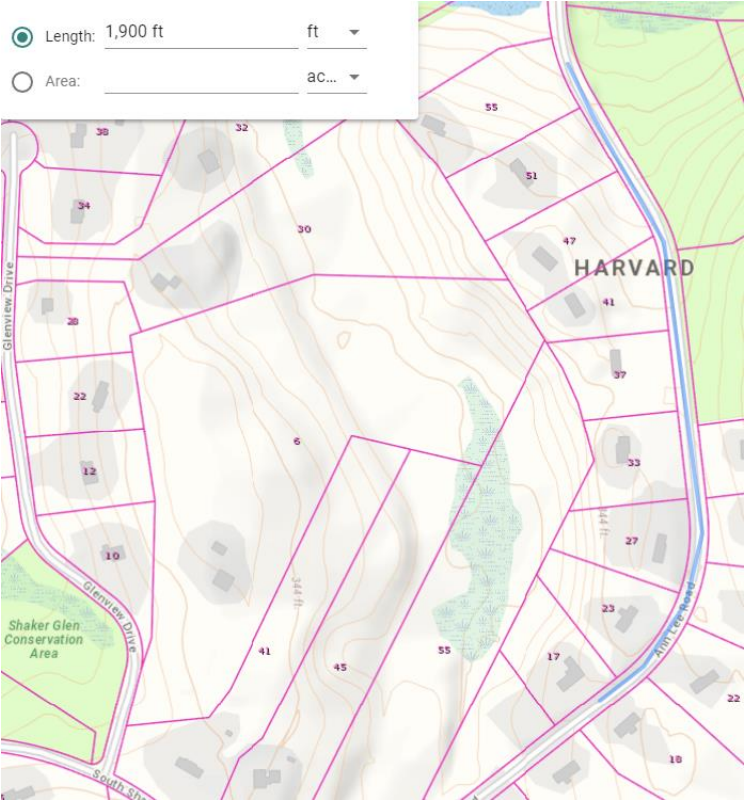 Length: 1,900 ft ft
Area: ac...
55
38
32
51
34
30
47
HARVARD
Glenview Drive
41
28
37
22
6
33
12
344 ft.
27
10
344 ft.
Glenview Drive
23
Ann Lee Road
Shaker Glen
Conservation
Area
41
45
55
17
22
18
South Sha